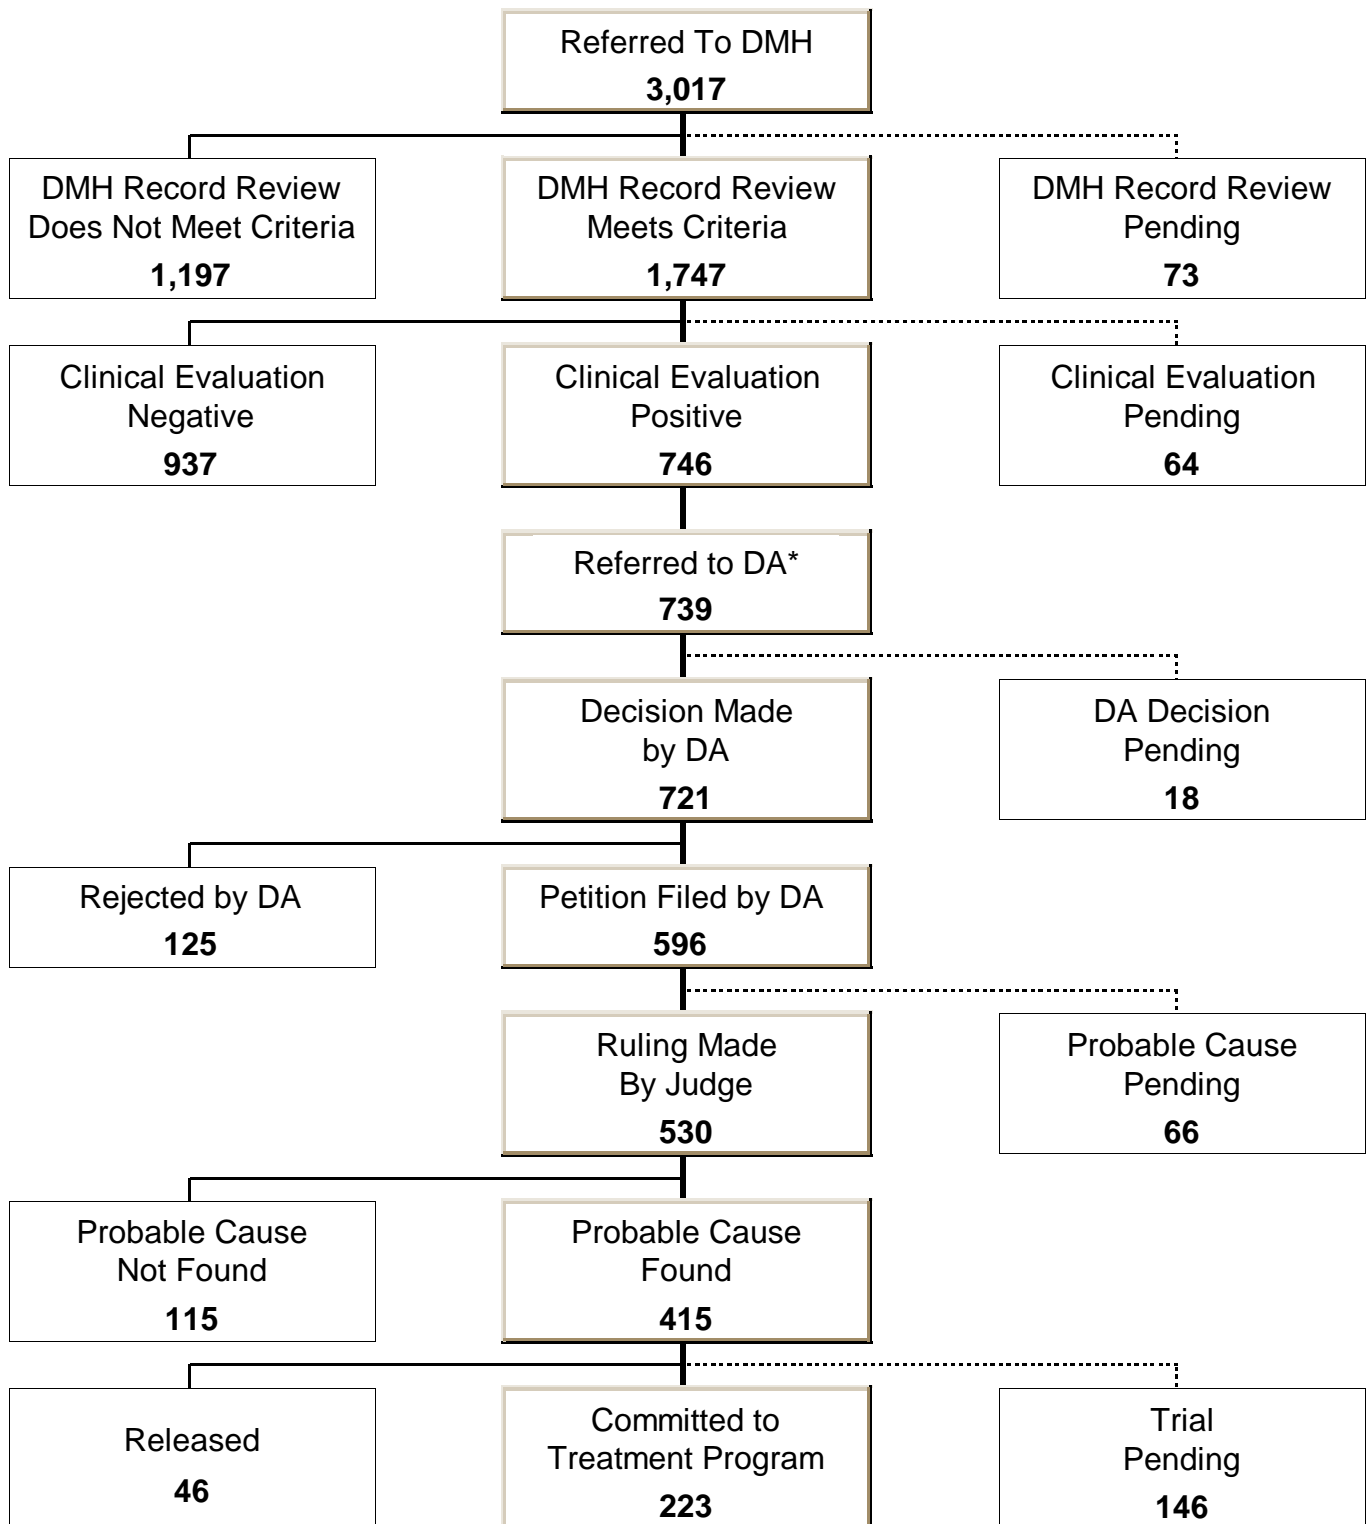 Referred To DMH
3,017
DMH Record Review
Does Not Meet Criteria
1,197
DMH Record Review
Meets Criteria
1,747
DMH Record Review
Pending
73
Clinical Evaluation
Negative
937
Clinical Evaluation
Positive
746
Clinical Evaluation
Pending
64
Referred to DA*
739
Decision Made
by DA
721
DA Decision
Pending
18
Rejected by DA
125
Petition Filed by DA
596
Ruling Made
By Judge
530
Probable Cause
Pending
66
Probable Cause
Not Found
115
Probable Cause
Found
415
Released
46
Committed to
Treatment Program
223
Trial
Pending
146